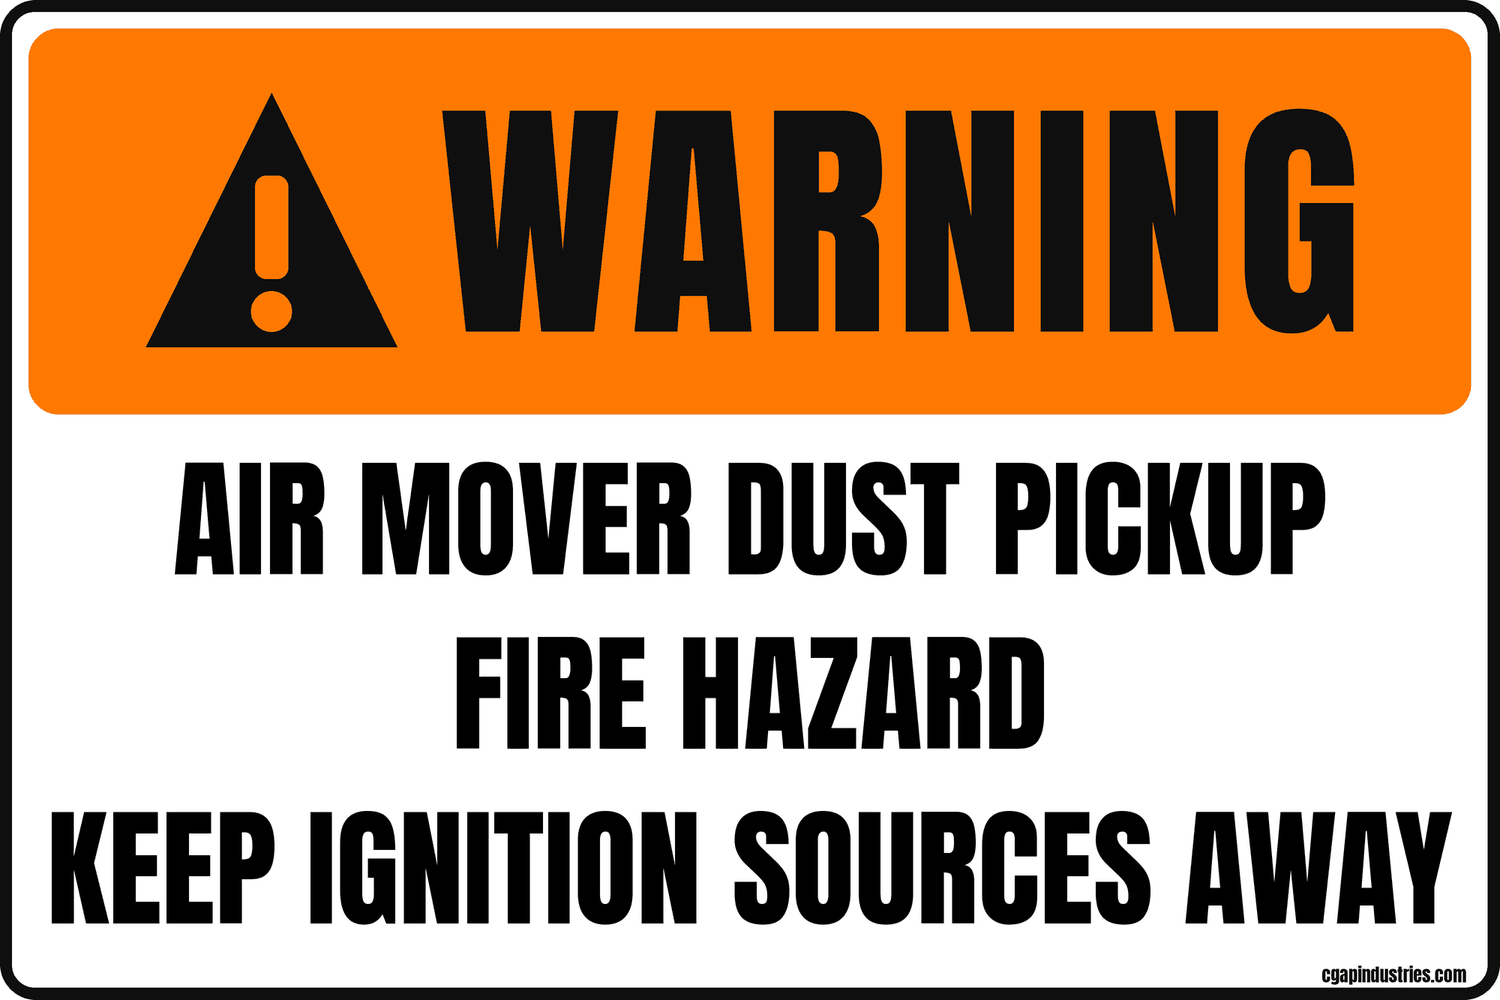 WARNING
AIR MOVER DUST PICKUP
FIRE HAZARD
KEEP IGNITION SOURCES AWAY
cgapindustries.com